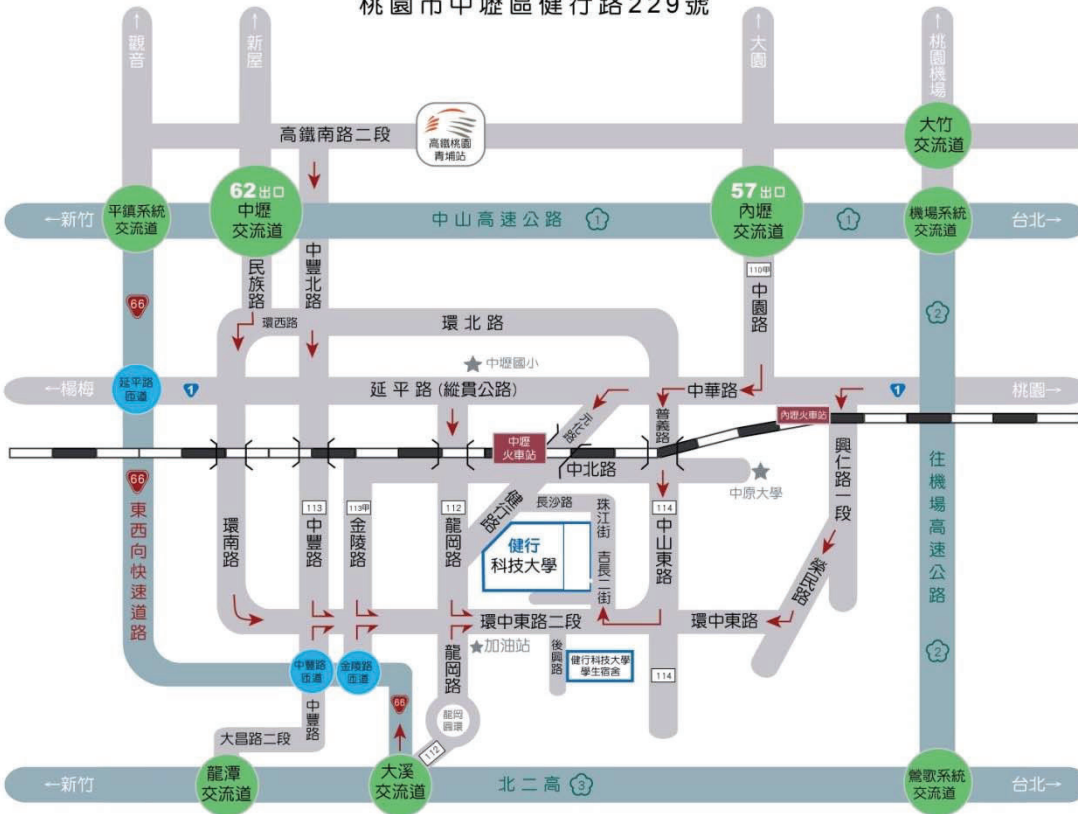 桃園市中壢區健行路229號
↑觀音
↑新屋
↑大園
↑桃園機場
高鐵南路二段
高鐵桃園
青埔站
大竹
交流道
←新竹
平鎮系統
交流道
62出口
中壢
交流道
中山高速公路
1
57出口
內壢
交流道
1
機場系統
交流道
台北→
民族路
中豐北路
110甲
中園路
66
環西路
環北路
2
中壢國小
←楊梅
延平路
匝道
1
延平路(縱貫公路)
中華路
1
桃園→
元化路
普義路
中壢
火車站
內壢火車站
中北路
中原大學
66
東西向快速道路
環南路
113
中豐路
113甲
金陵路
112
龍岡路
健行路
長沙路
珠江街
吉長二街
114
中山東路
興仁路一段
榮民路
往機場高速公路
健行
科技大學
環中東路二段
環中東路
加油站
龍岡路
後興路
健行科技大學
學生宿舍
114
2
中豐路
匝道
金陵路
匝道
中豐路
66
龍岡
圓環
112
大昌路二段
←新竹
龍潭
交流道
大溪
交流道
北二高
3
鶯歌系統
交流道
台北→